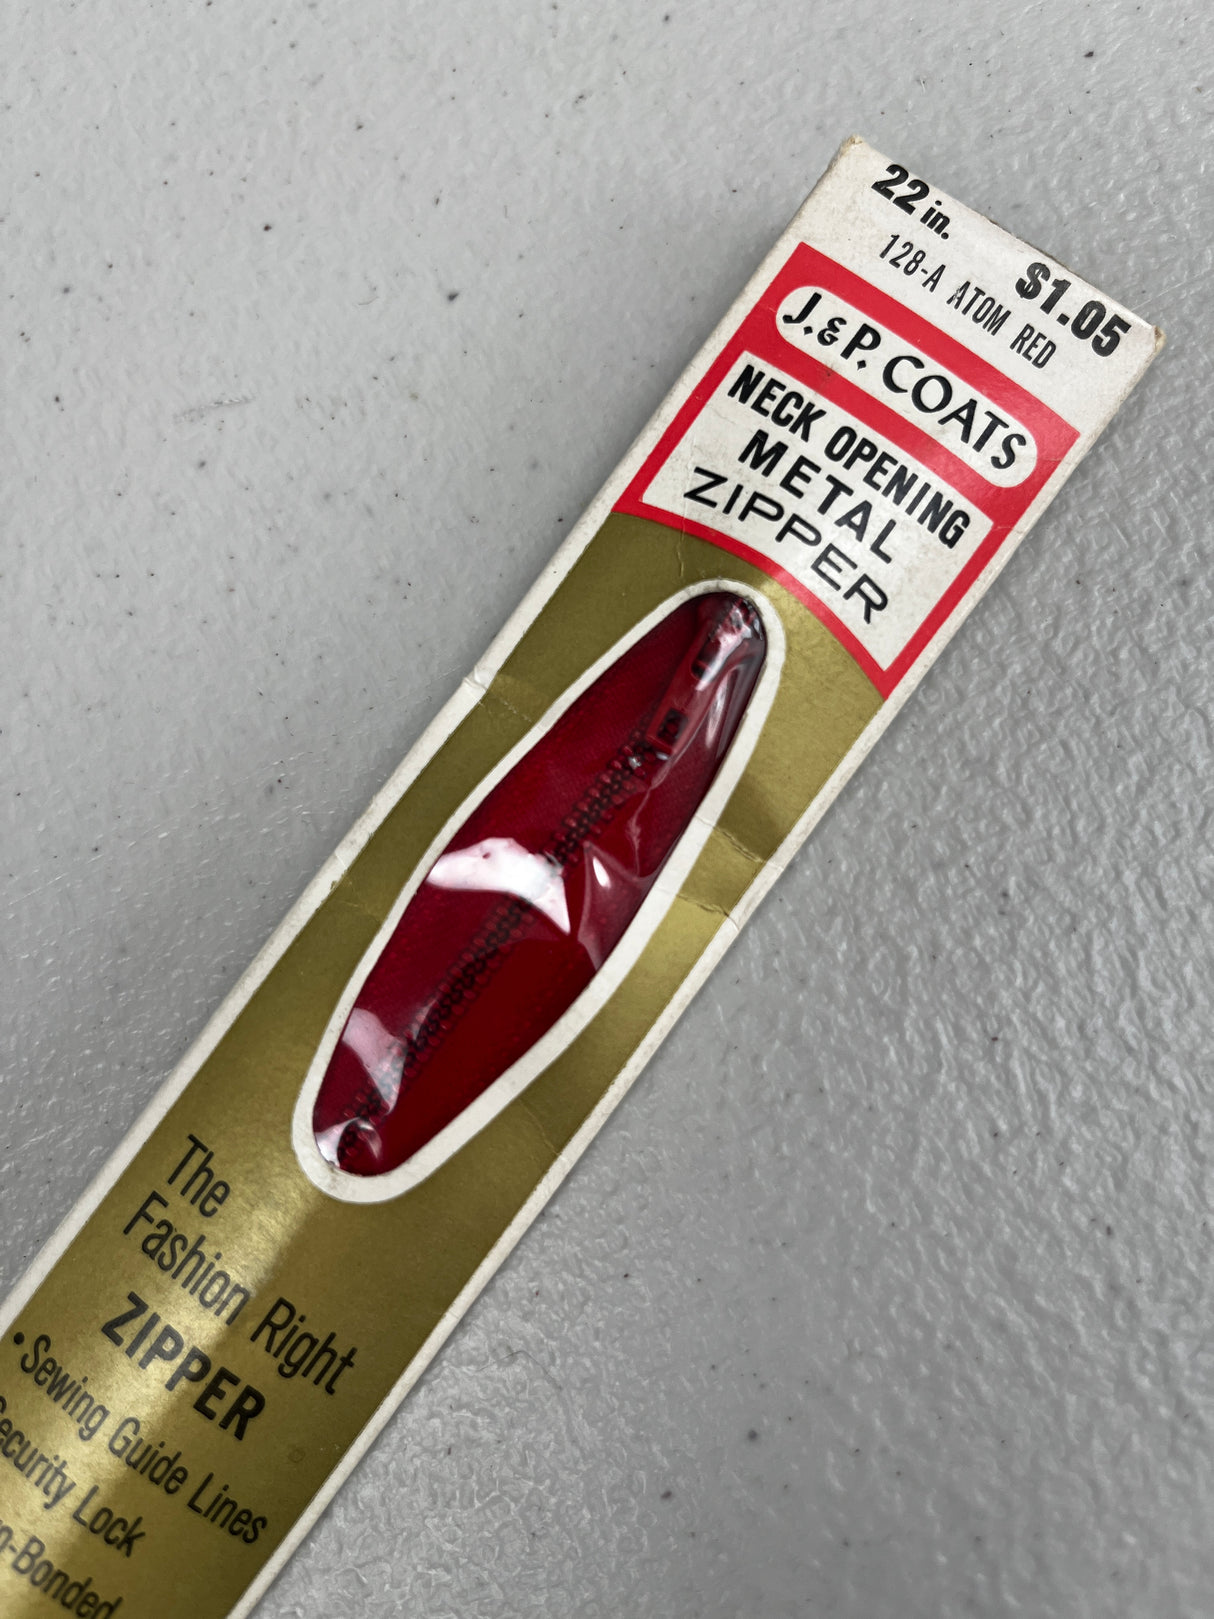 22 in.
$1.05
128-A ATOM RED
J. & P. COATS
NECK OPENING
METAL
ZIPPER
The
Fashion Right
ZIPPER
• Sewing Guide Lines
Lock